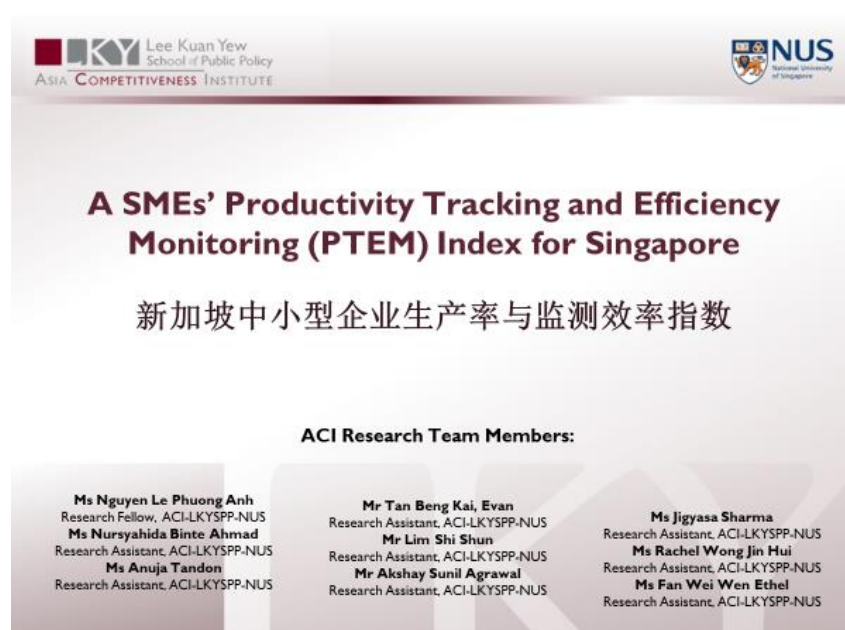 LKY Lee Kuan Yew
School of Public Policy
ASIA COMPETITIVENESS INSTITUTE
NUS
National University
of Singapore
A SMEs’ Productivity Tracking and Efficiency
Monitoring (PTEM) Index for Singapore
新加坡中小型企业生产率与监测效率指数
ACI Research Team Members:
Ms Nguyen Le Phuong Anh
Research Fellow, ACI-LKYSPP-NUS
Ms Nursyahida Binte Ahmad
Research Assistant, ACI-LKYSPP-NUS
Ms Anuja Tandon
Research Assistant, ACI-LKYSPP-NUS
Mr Tan Beng Kai, Evan
Research Assistant, ACI-LKYSPP-NUS
Mr Lim Shi Shun
Research Assistant, ACI-LKYSPP-NUS
Mr Akshay Sunil Agrawal
Research Assistant, ACI-LKYSPP-NUS
Ms Jigyasa Sharma
Research Assistant, ACI-LKYSPP-NUS
Ms Rachel Wong Jin Hui
Research Assistant, ACI-LKYSPP-NUS
Ms Fan Wei Wen Ethel
Research Assistant, ACI-LKYSPP-NUS